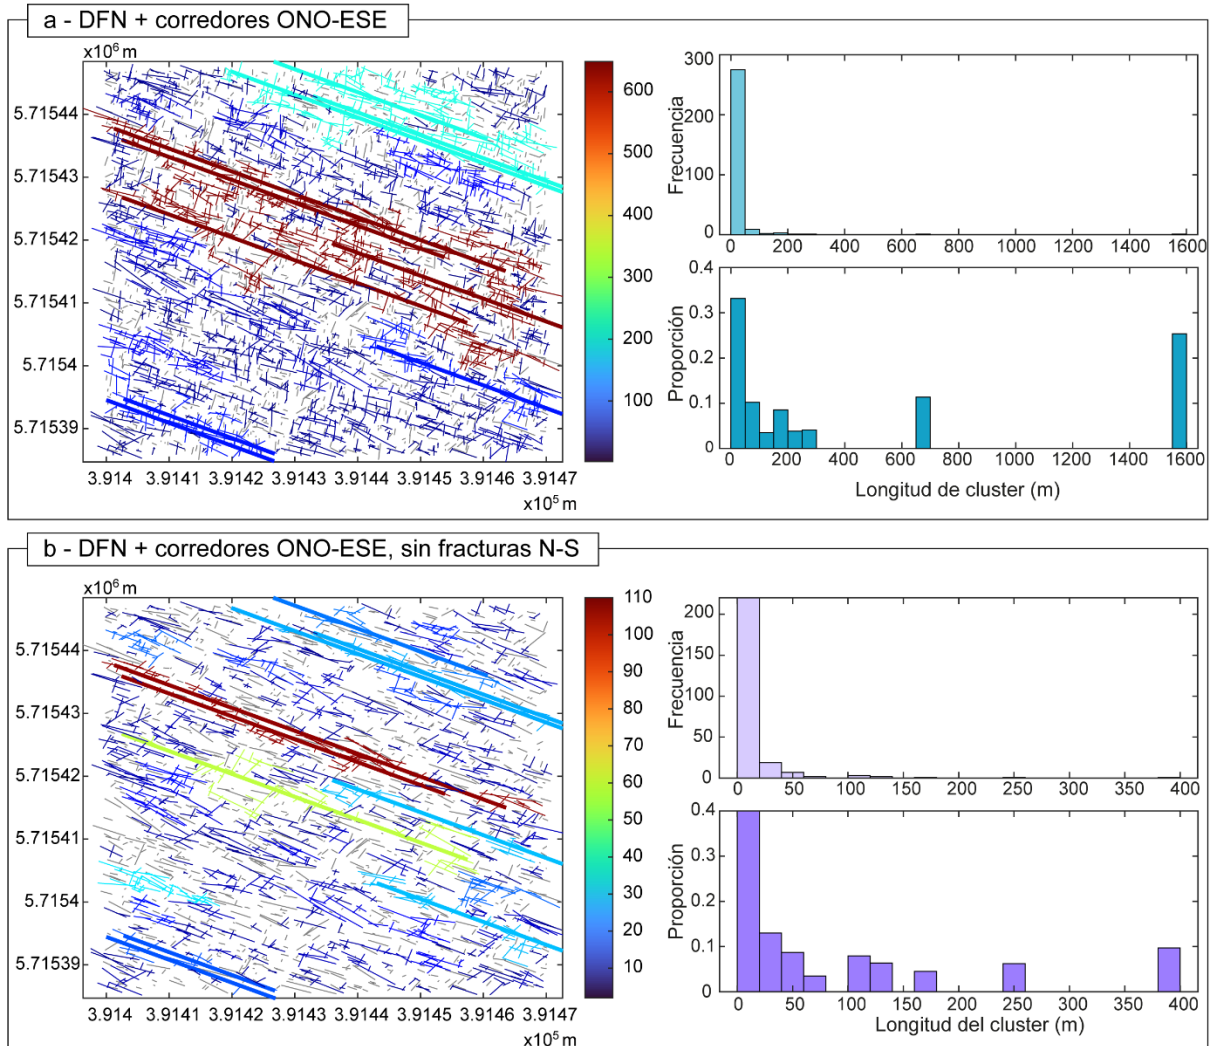 a - DFN + corredores ONO-ESE
x10⁶ m
5.71544
5.71543
5.71542
5.71541
5.7154
5.71539
3.914 3.9141 3.9142 3.9143 3.9144 3.9145 3.9146 3.9147
x10⁵ m
600
500
400
300
200
100
Frecuencia
300
200
100
0
0 200 400 600 800 1000 1200 1400 1600
Proporción
0.4
0.3
0.2
0.1
0
0 200 400 600 800 1000 1200 1400 1600
Longitud de cluster (m)
b - DFN + corredores ONO-ESE, sin fracturas N-S
x10⁶ m
5.71544
5.71543
5.71542
5.71541
5.7154
5.71539
3.914 3.9141 3.9142 3.9143 3.9144 3.9145 3.9146 3.9147
x10⁵ m
110
100
90
80
70
60
50
40
30
20
10
Frecuencia
200
150
100
50
0
0 50 100 150 200 250 300 350 400
Proporción
0.4
0.3
0.2
0.1
0
0 50 100 150 200 250 300 350 400
Longitud del cluster (m)